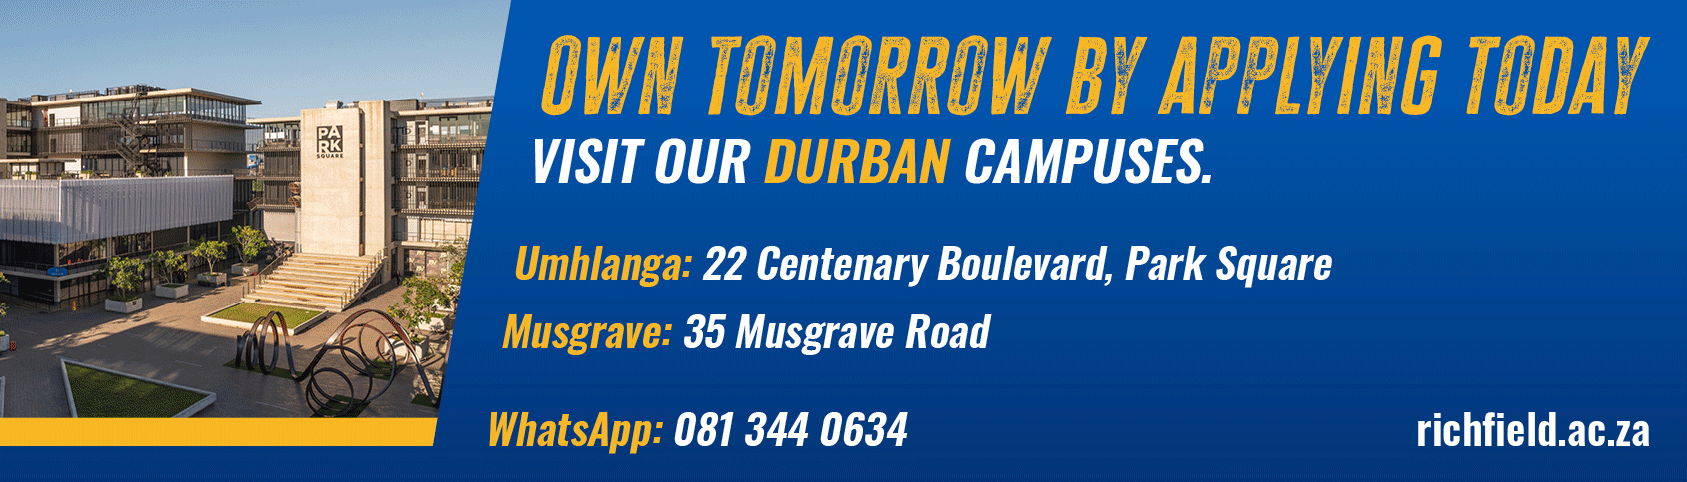 PA
RK
SQUARE
OWN TOMORROW BY APPLYING TODAY
VISIT OUR DURBAN CAMPUSES.
Umhlanga: 22 Centenary Boulevard, Park Square
Musgrave: 35 Musgrave Road
WhatsApp: 081 344 0634
richfield.ac.za